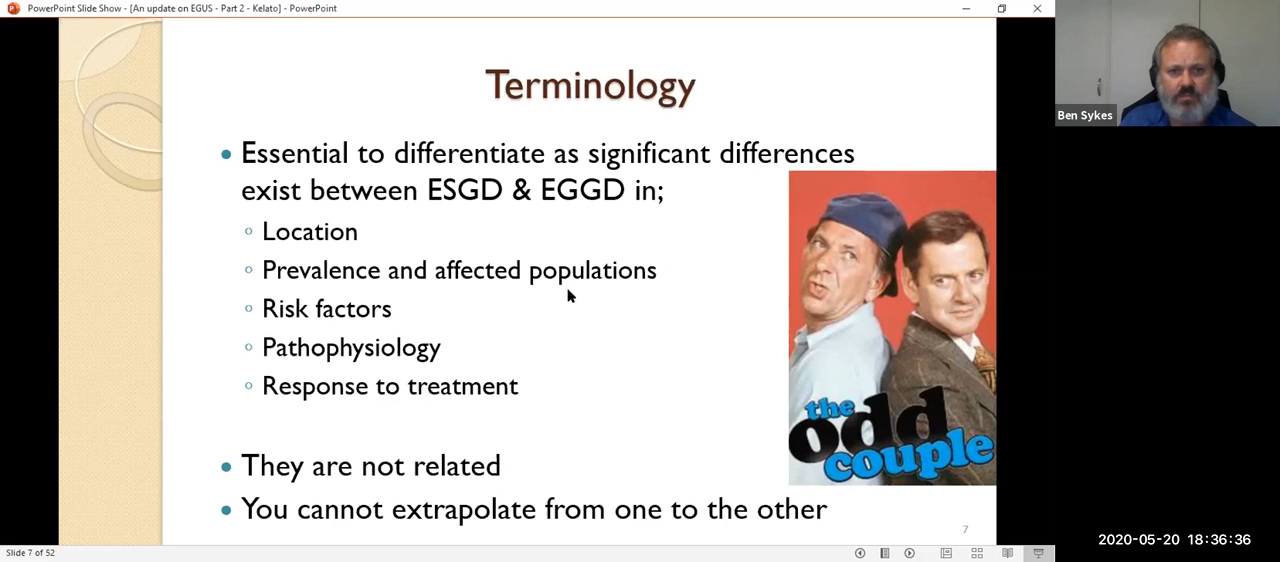 PowerPoint Slide Show - [An update on EGUS - Part 2 - Kelato] - PowerPoint
Ben Sykes
Terminology
• Essential to differentiate as significant differences
exist between ESGD & EGGD in;
◦ Location
◦ Prevalence and affected populations
◦ Risk factors
◦ Pathophysiology
◦ Response to treatment
• They are not related
• You cannot extrapolate from one to the other
the
odd
couple
7
2020-05-20 18:36:36
Slide 7 of 52